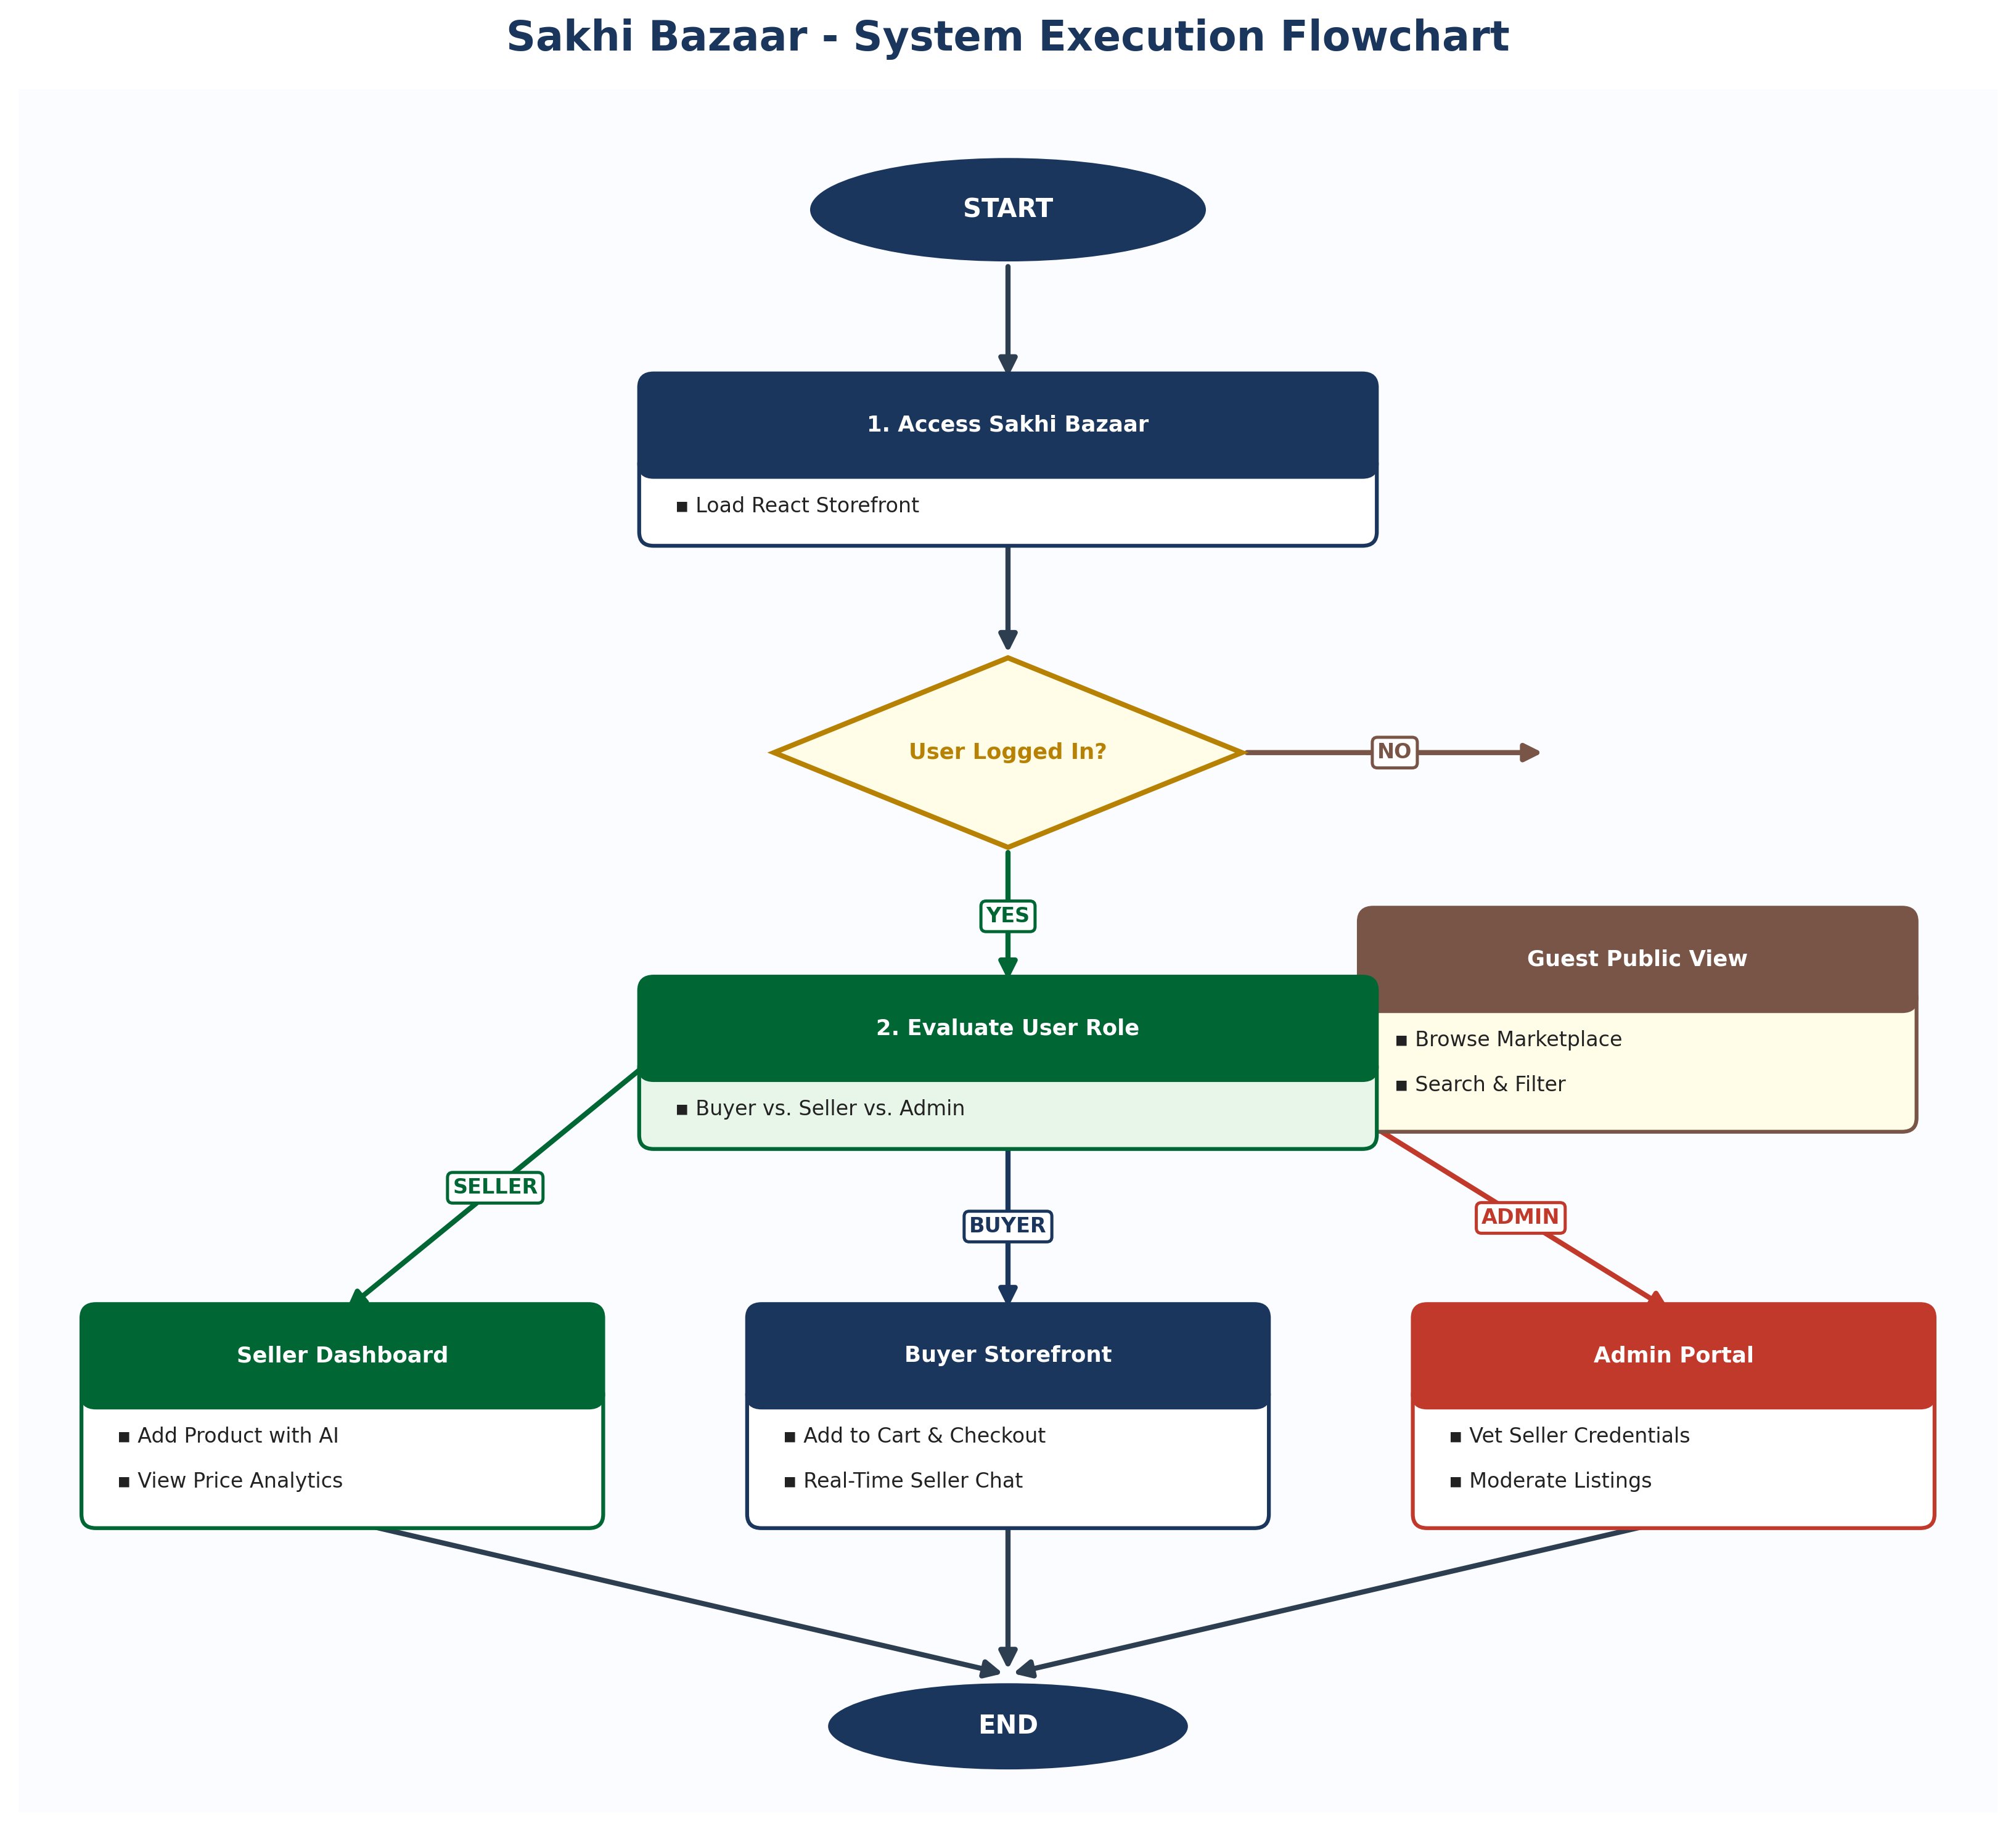 Sakhi Bazaar - System Execution Flowchart
START
1. Access Sakhi Bazaar
▪ Load React Storefront
User Logged In?
NO
YES
Guest Public View
▪ Browse Marketplace
▪ Search & Filter
2. Evaluate User Role
▪ Buyer vs. Seller vs. Admin
SELLER
BUYER
ADMIN
Seller Dashboard
▪ Add Product with AI
▪ View Price Analytics
Buyer Storefront
▪ Add to Cart & Checkout
▪ Real-Time Seller Chat
Admin Portal
▪ Vet Seller Credentials
▪ Moderate Listings
END